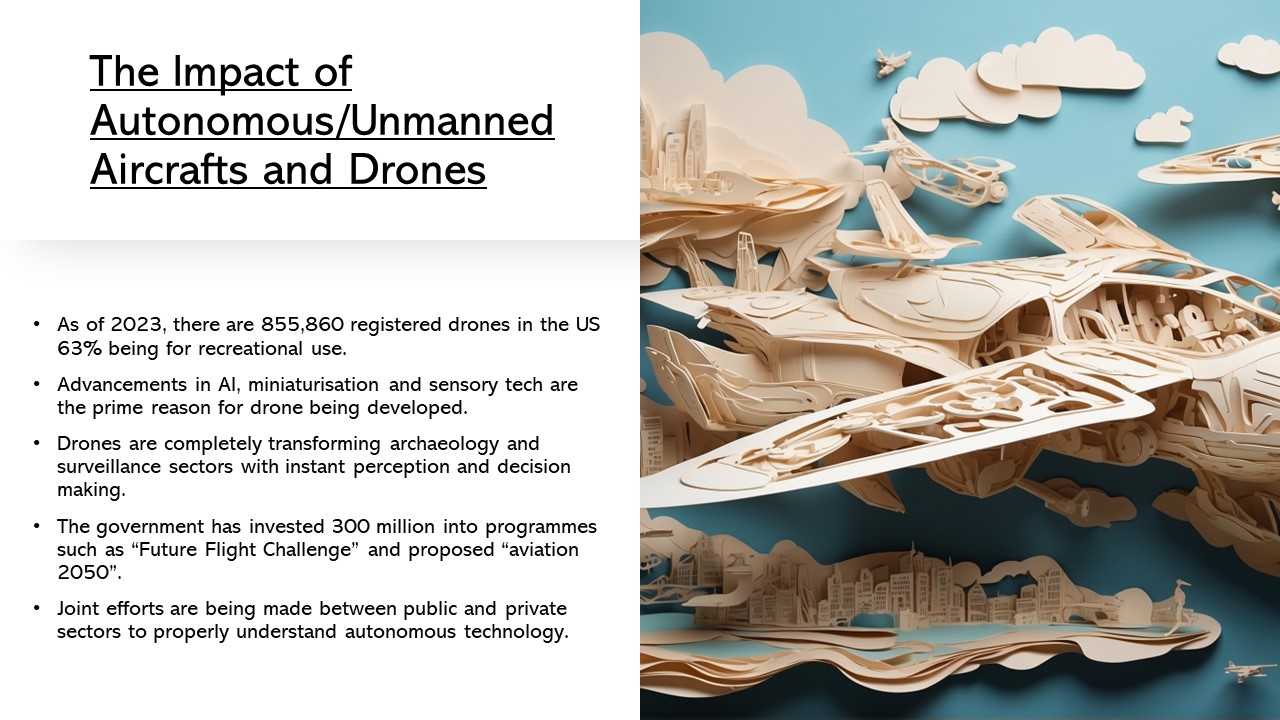 The Impact of
Autonomous/Unmanned
Aircrafts and Drones
• As of 2023, there are 855,860 registered drones in the US
63% being for recreational use.
• Advancements in AI, miniaturisation and sensory tech are
the prime reason for drone being developed.
• Drones are completely transforming archaeology and
surveillance sectors with instant perception and decision
making.
• The government has invested 300 million into programmes
such as “Future Flight Challenge” and proposed “aviation
2050”.
• Joint efforts are being made between public and private
sectors to properly understand autonomous technology.